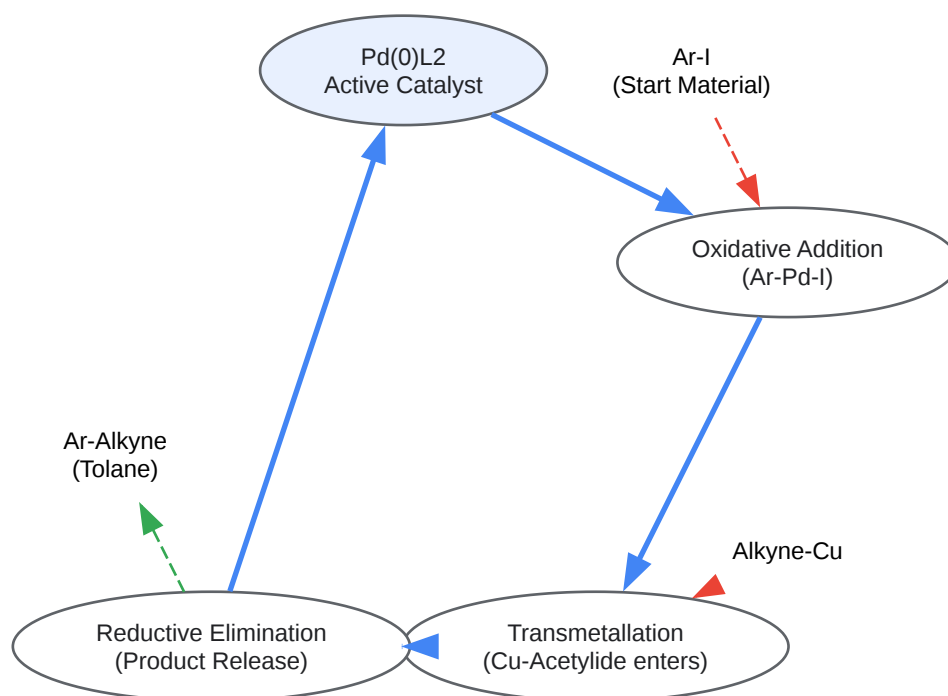 Pd(0)L2
Active Catalyst
Ar-I
(Start Material)
Oxidative Addition
(Ar-Pd-I)
Ar-Alkyne
(Tolane)
Alkyne-Cu
Reductive Elimination
(Product Release)
Transmetallation
(Cu-Acetylide enters)